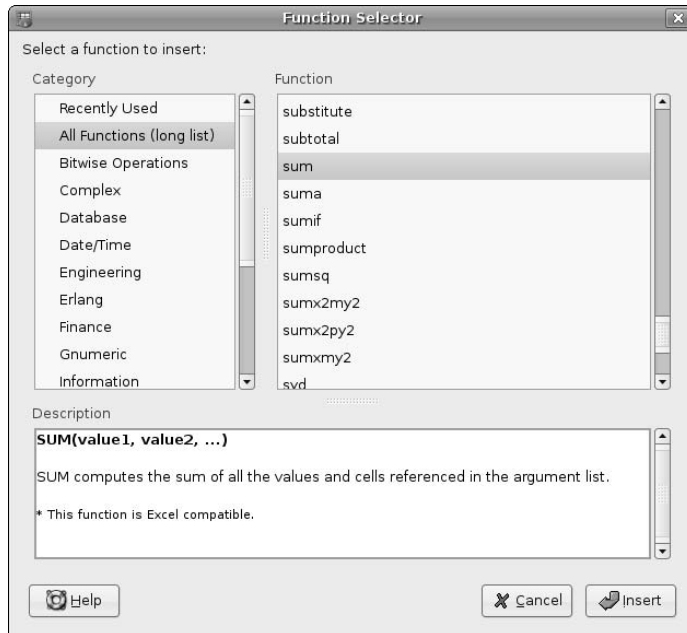 Function Selector
Select a function to insert:
Category
Recently Used
All Functions (long list)
Bitwise Operations
Complex
Database
Date/Time
Engineering
Erlang
Finance
Gnumeric
Information
Function
substitute
subtotal
sum
suma
sumif
sumproduct
sumsq
sumx2my2
sumx2py2
sumxmy2
syd
Description
SUM(value1, value2, ...)
SUM computes the sum of all the values and cells referenced in the argument list.
* This function is Excel compatible.
Help
Cancel
Insert